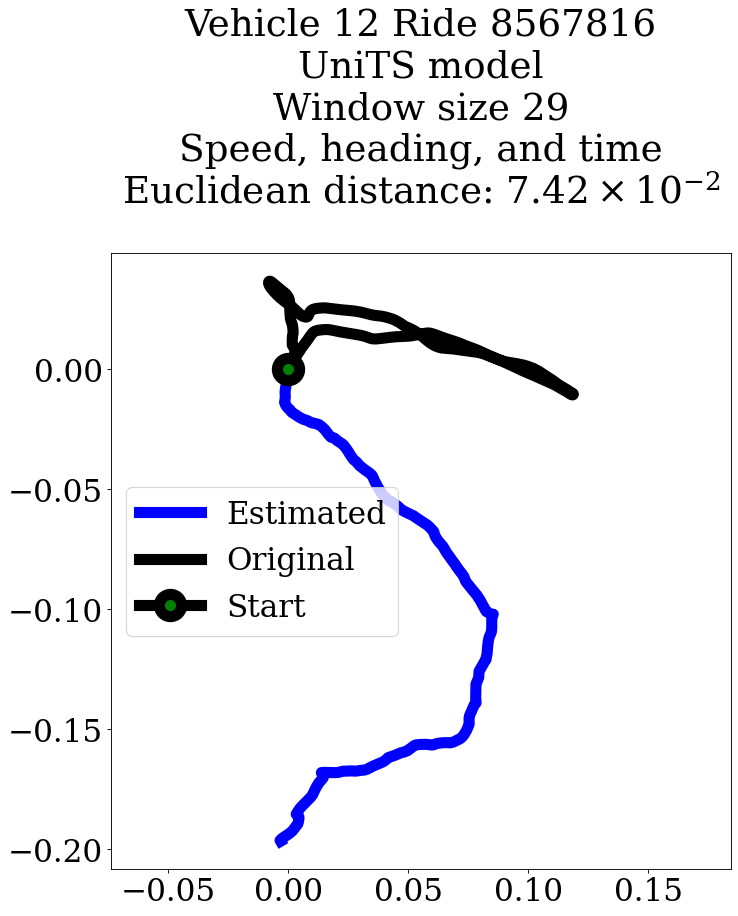 Vehicle 12 Ride 8567816
UniTS model
Window size 29
Speed, heading, and time
Euclidean distance: 7.42 × 10⁻²
0.00
−0.05
Estimated
Original
−0.10
Start
−0.15
−0.20
−0.05 0.00 0.05 0.10 0.15